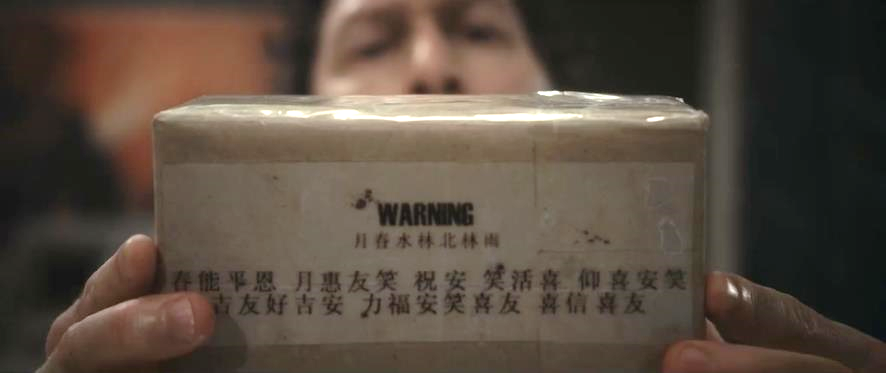 WARNING
月春水林北林雨
春能平恩 月惠友笑 祝安 笑活喜 仰喜安笑
吉友好吉安 力福安笑喜友 喜信喜友